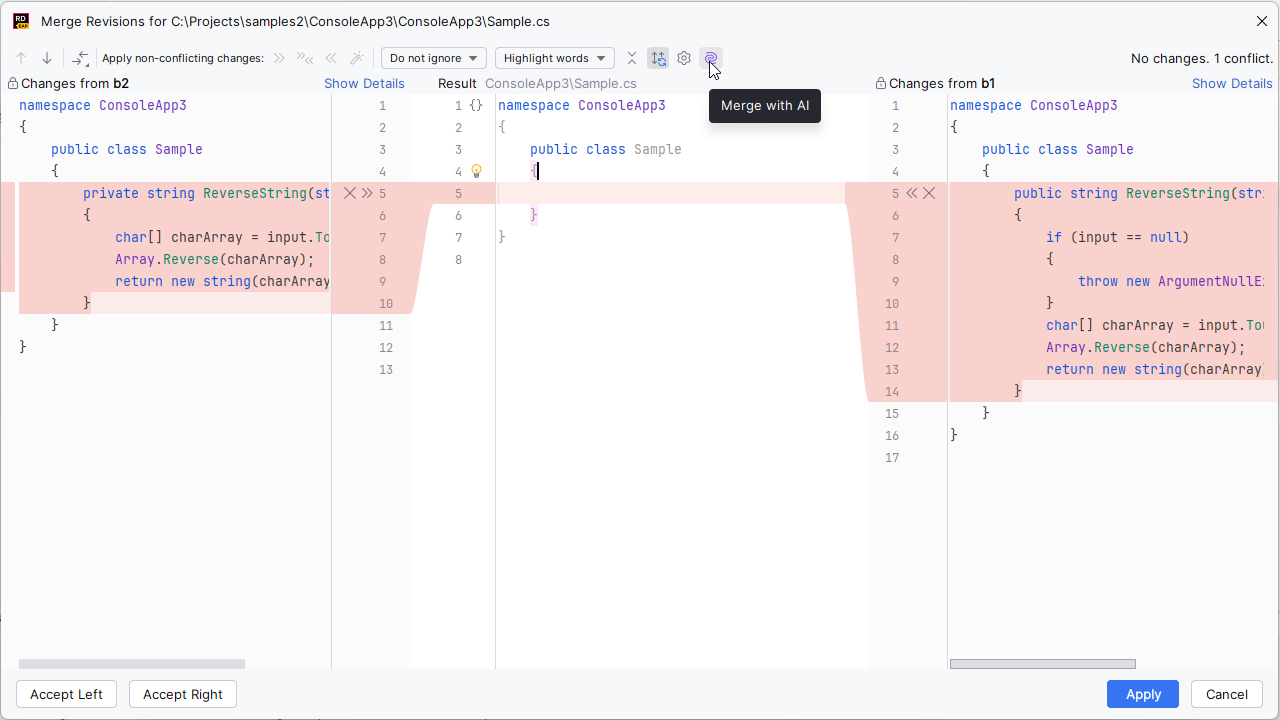 RD
EAP
Merge Revisions for C:\Projects\samples2\ConsoleApp3\ConsoleApp3\Sample.cs
Apply non-conflicting changes:
Do not ignore
Highlight words
No changes. 1 conflict.
Merge with AI
Changes from b2
Show Details
Result ConsoleApp3\Sample.cs
Changes from b1
Show Details
namespace ConsoleApp3 1
{ 2
public class Sample 3
{ 4
private string ReverseString(st 5
{ 6
char[] charArray = input.To 7
Array.Reverse(charArray); 8
return new string(charArray 9
} 10
} 11
} 12
13
1 {} namespace ConsoleApp3
2 {
3 public class Sample
4 {
5
6 }
7 }
8
1 namespace ConsoleApp3
2 {
3 public class Sample
4 {
5 public string ReverseString(str
6 {
7 if (input == null)
8 {
9 throw new ArgumentNullE
10 }
11 char[] charArray = input.To
12 Array.Reverse(charArray);
13 return new string(charArray
14 }
15 }
16 }
17
Accept Left
Accept Right
Apply
Cancel